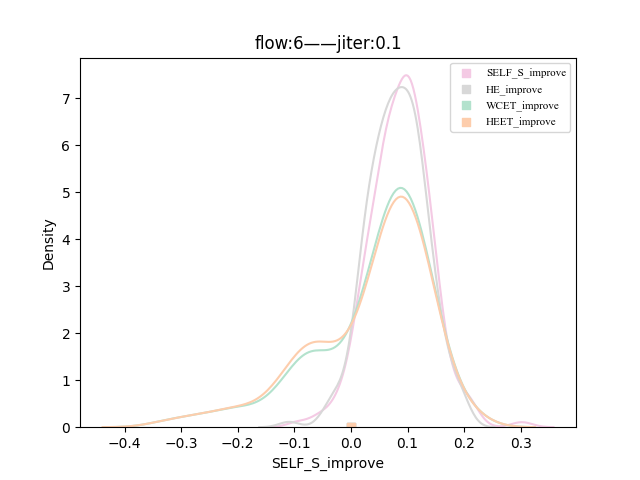 flow:6——jiter:0.1
SELF_S_improve
HE_improve
WCET_improve
HEET_improve
Density
7
6
5
4
3
2
1
0
−0.4 −0.3 −0.2 −0.1 0.0 0.1 0.2 0.3
SELF_S_improve